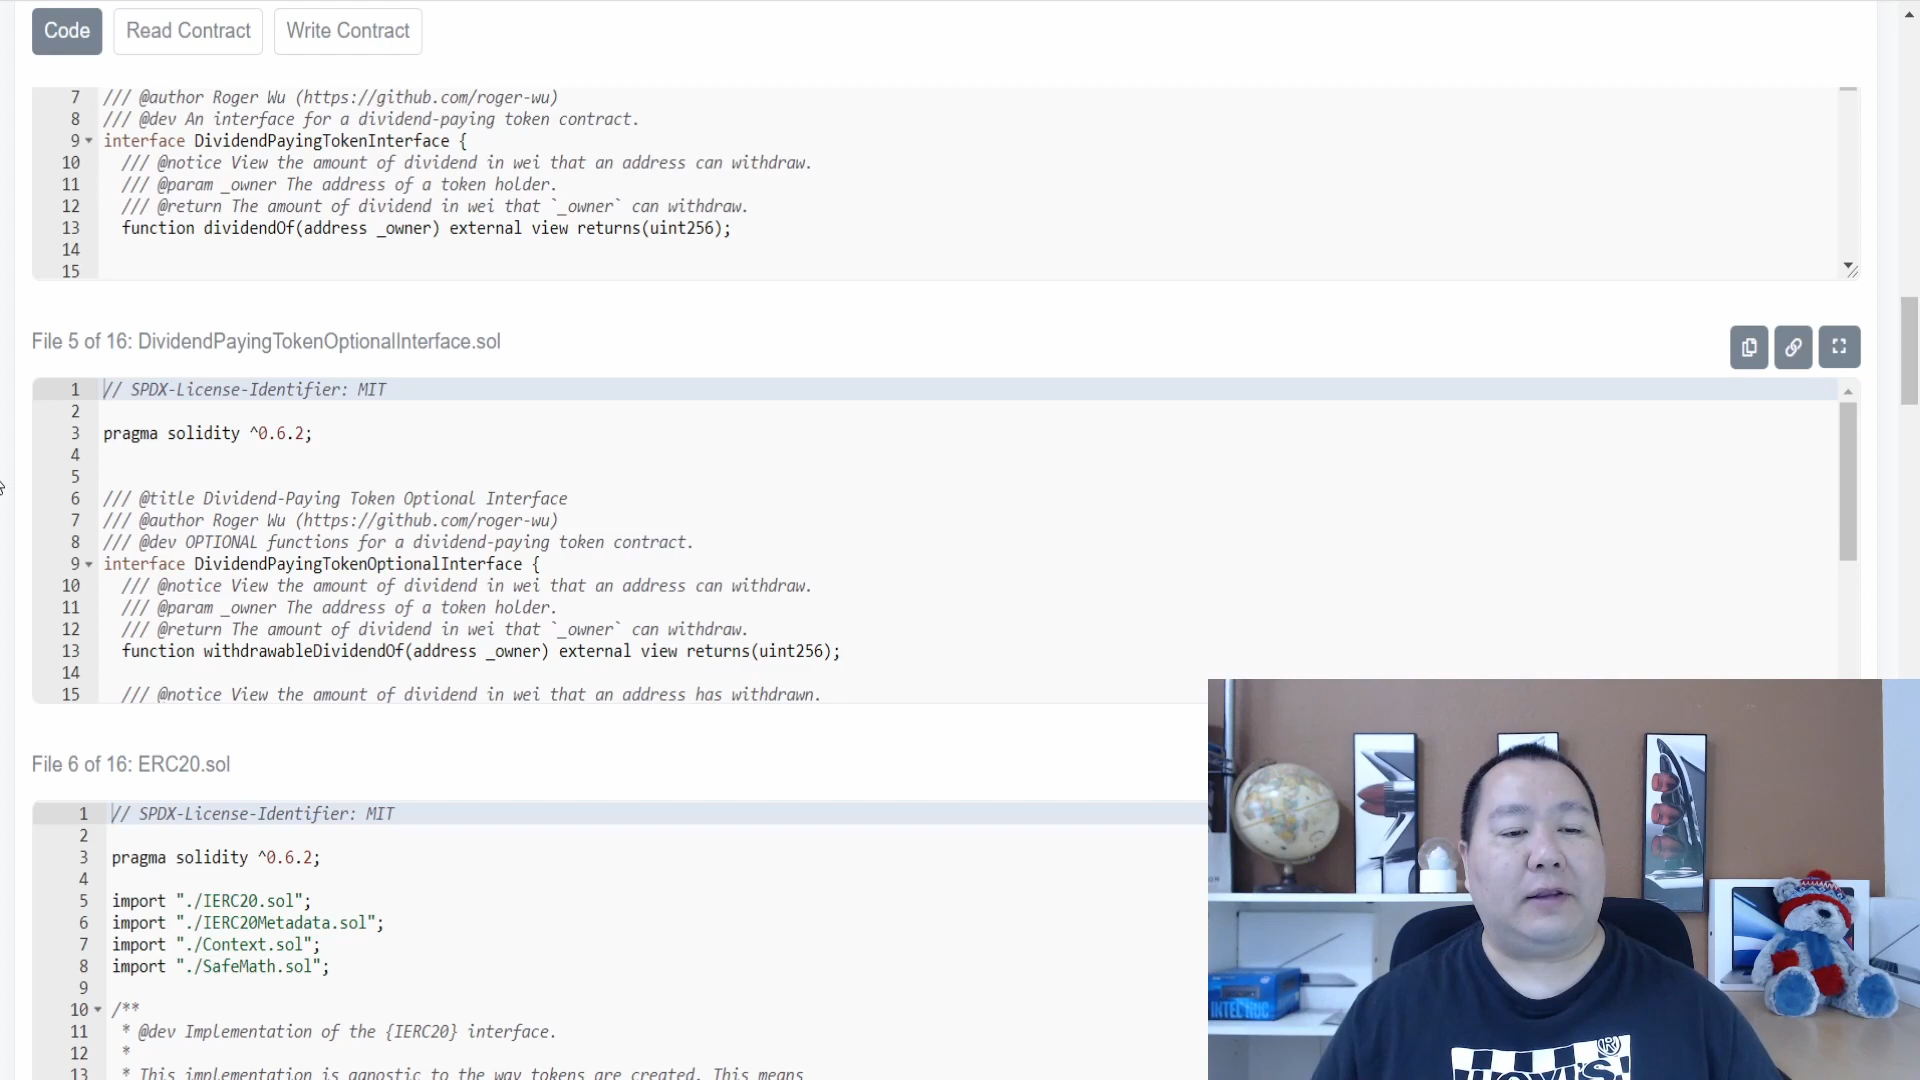 Code
Read Contract
Write Contract
7 /// @author Roger Wu (https://github.com/roger-wu)
8 /// @dev An interface for a dividend-paying token contract.
9 interface DividendPayingTokenInterface {
10 /// @notice View the amount of dividend in wei that an address can withdraw.
11 /// @param _owner The address of a token holder.
12 /// @return The amount of dividend in wei that `_owner` can withdraw.
13 function dividendOf(address _owner) external view returns(uint256);
14
15
File 5 of 16: DividendPayingTokenOptionalInterface.sol
1 // SPDX-License-Identifier: MIT
2
3 pragma solidity ^0.6.2;
4
5
6 /// @title Dividend-Paying Token Optional Interface
7 /// @author Roger Wu (https://github.com/roger-wu)
8 /// @dev OPTIONAL functions for a dividend-paying token contract.
9 interface DividendPayingTokenOptionalInterface {
10 /// @notice View the amount of dividend in wei that an address can withdraw.
11 /// @param _owner The address of a token holder.
12 /// @return The amount of dividend in wei that `_owner` can withdraw.
13 function withdrawableDividendOf(address _owner) external view returns(uint256);
14
15 /// @notice View the amount of dividend in wei that an address has withdrawn.
File 6 of 16: ERC20.sol
1 // SPDX-License-Identifier: MIT
2
3 pragma solidity ^0.6.2;
4
5 import "./IERC20.sol";
6 import "./IERC20Metadata.sol";
7 import "./Context.sol";
8 import "./SafeMath.sol";
9
10 /**
11 * @dev Implementation of the {IERC20} interface.
12 *
13 * This implementation is agnostic to the way tokens are created. This means
INTEL NUC